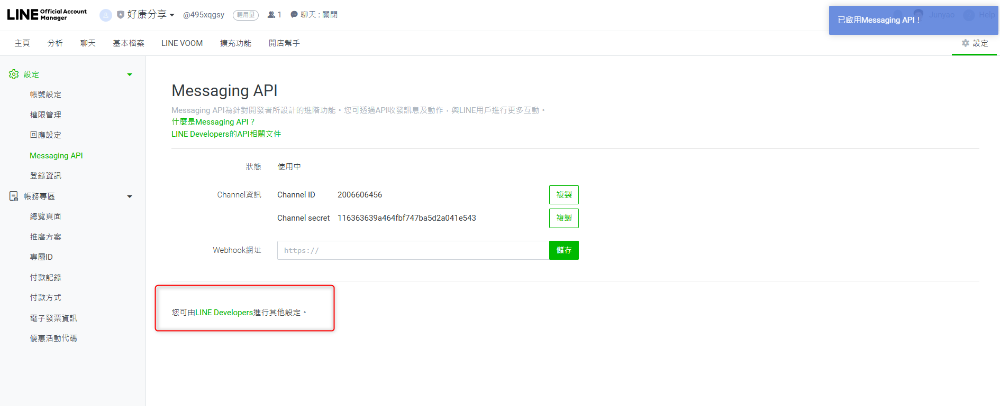 LINE Official Account Manager
好康分享
@495xqgsy
輕用量
1
聊天 : 關閉
已啟用Messaging API！
Junyao
Help
主頁 分析 聊天 基本檔案 LINE VOOM 擴充功能 開店幫手 設定
設定
帳號設定
權限管理
回應設定
Messaging API
登錄資訊
帳務專區
總覽頁面
推廣方案
專屬ID
付款記錄
付款方式
電子發票資訊
優惠活動代碼
Messaging API
Messaging API為針對開發者所設計的進階功能。您可透過API收發訊息及動作，與LINE用戶進行更多互動。
什麼是Messaging API？
LINE Developers的API相關文件
狀態 使用中
Channel資訊 Channel ID 2006606456 複製
Channel secret 116363639a464fbf747ba5d2a041e543 複製
Webhook網址 https:// 儲存
您可由LINE Developers進行其他設定。